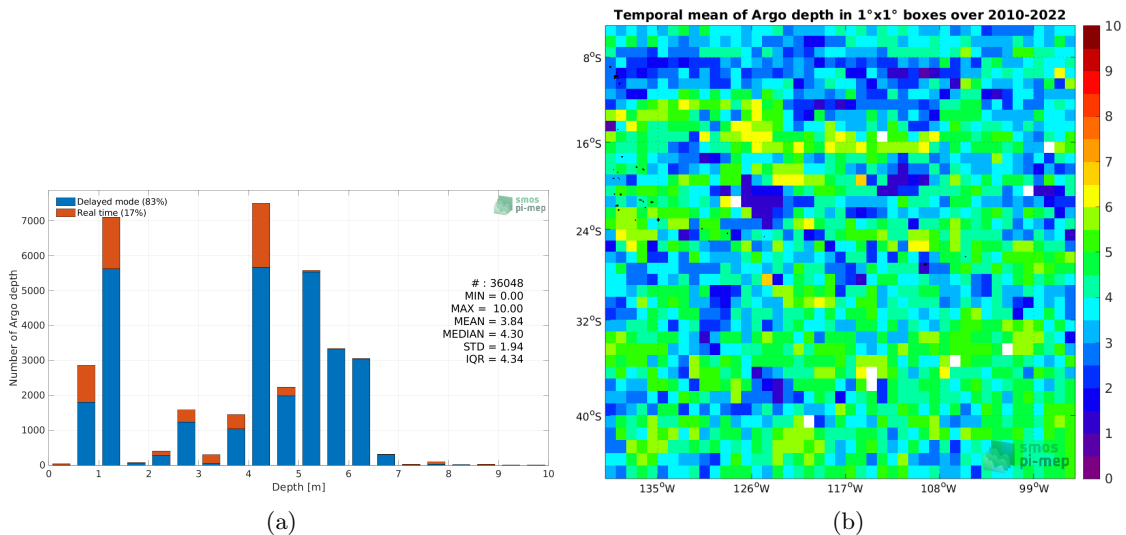 Delayed mode (83%)
Real time (17%)
smos
pi-mep
7000
6000
5000
4000
3000
2000
1000
0
Number of Argo depth
# : 36048
MIN = 0.00
MAX = 10.00
MEAN = 3.84
MEDIAN = 4.30
STD = 1.94
IQR = 4.34
0 1 2 3 4 5 6 7 8 9 10
Depth [m]
(a)
Temporal mean of Argo depth in 1°x1° boxes over 2010-2022
8°S
16°S
24°S
32°S
40°S
135°W 126°W 117°W 108°W 99°W
smos
pi-mep
10
9
8
7
6
5
4
3
2
1
0
(b)